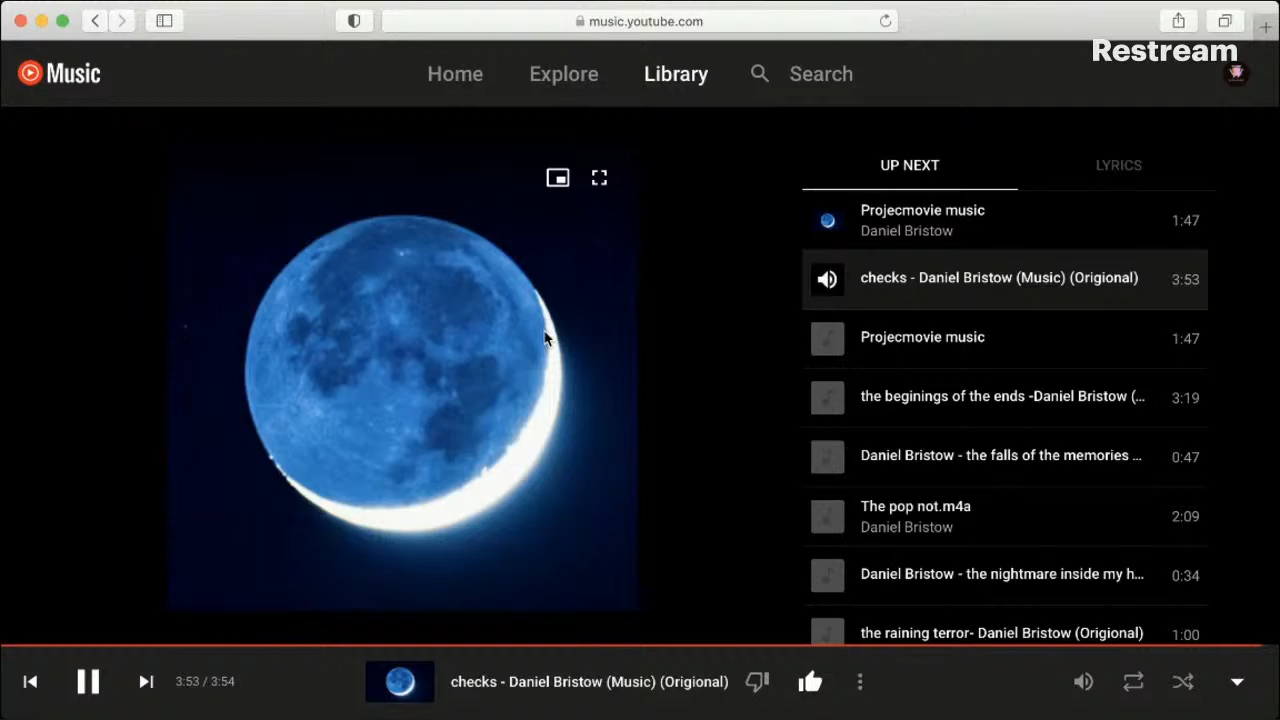 music.youtube.com
Restream
Music
Home
Explore
Library
Search
UP NEXT
LYRICS
Projecmovie music
1:47
Daniel Bristow
checks - Daniel Bristow (Music) (Origional)
3:53
Projecmovie music
1:47
the beginings of the ends -Daniel Bristow (...
3:19
Daniel Bristow - the falls of the memories ...
0:47
The pop not.m4a
2:09
Daniel Bristow
Daniel Bristow - the nightmare inside my h...
0:34
the raining terror- Daniel Bristow (Origional)
1:00
3:53 / 3:54
checks - Daniel Bristow (Music) (Origional)